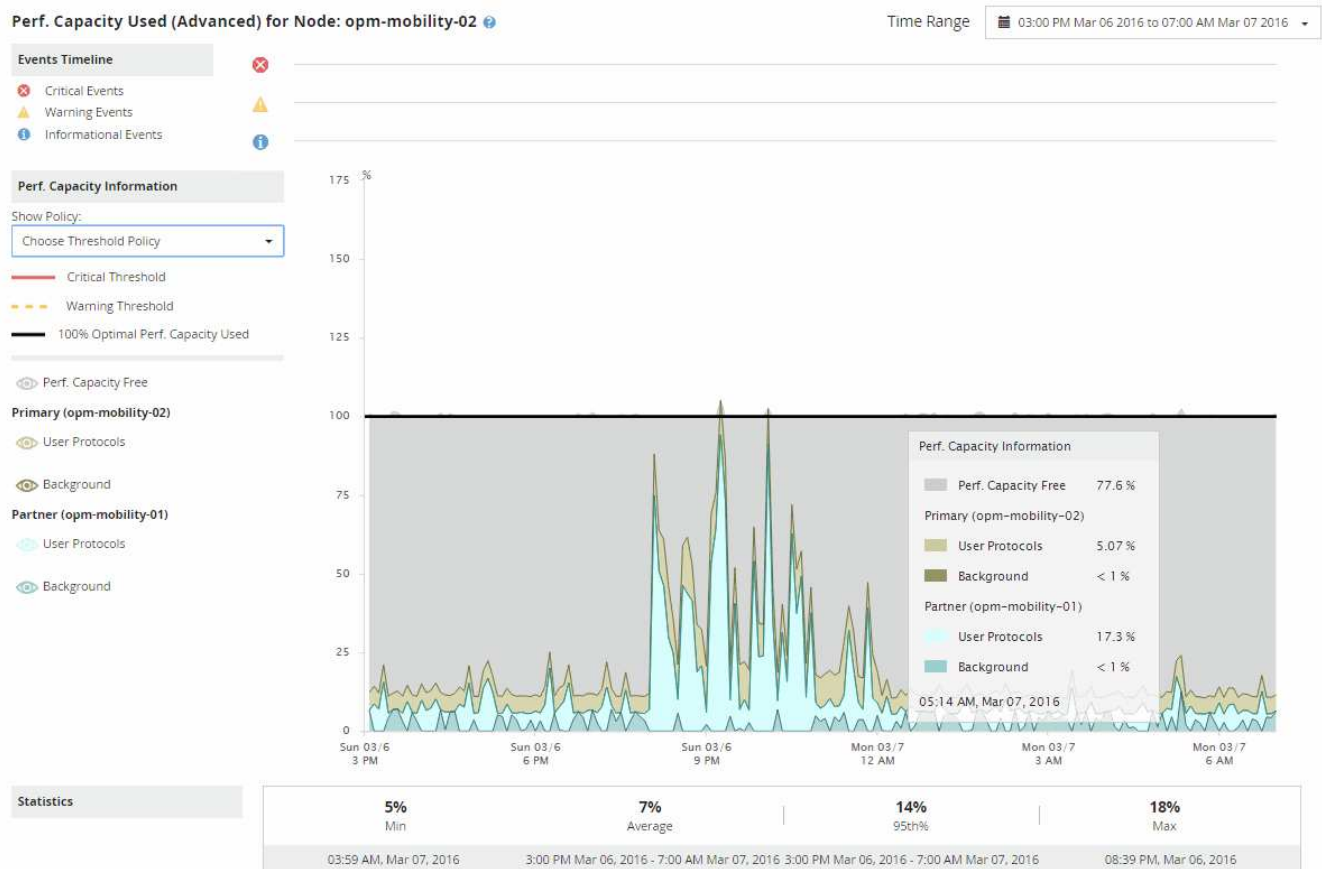 Perf. Capacity Used (Advanced) for Node: opm-mobility-02 ?
Time Range 03:00 PM Mar 06 2016 to 07:00 AM Mar 07 2016
Events Timeline
Critical Events
Warning Events
Informational Events
Perf. Capacity Information
Show Policy:
Choose Threshold Policy
Critical Threshold
Warning Threshold
100% Optimal Perf. Capacity Used
Perf. Capacity Free
Primary (opm-mobility-02)
User Protocols
Background
Partner (opm-mobility-01)
User Protocols
Background
%
175
150
125
100
75
50
25
0
Sun 03/6 Sun 03/6 Sun 03/6 Mon 03/7 Mon 03/7 Mon 03/7
3 PM 6 PM 9 PM 12 AM 3 AM 6 AM
Perf. Capacity Information
Perf. Capacity Free 77.6 %
Primary (opm-mobility-02)
User Protocols 5.07 %
Background < 1 %
Partner (opm-mobility-01)
User Protocols 17.3 %
Background < 1 %
05:14 AM, Mar 07, 2016
Statistics
5% 7% 14% 18%
Min Average 95th% Max
03:59 AM, Mar 07, 2016 3:00 PM Mar 06, 2016 - 7:00 AM Mar 07, 2016 3:00 PM Mar 06, 2016 - 7:00 AM Mar 07, 2016 08:39 PM, Mar 06, 2016